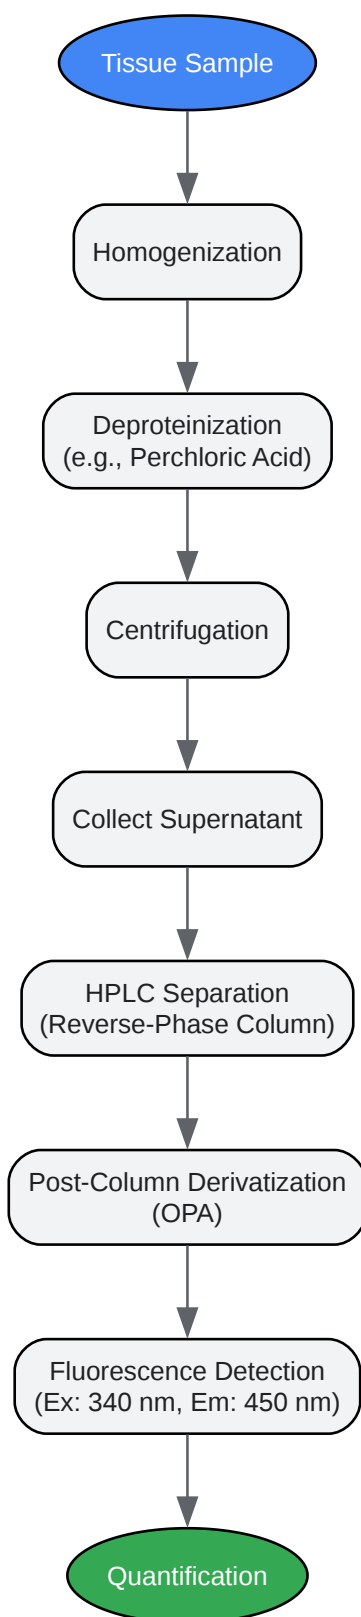 Tissue Sample
Homogenization
Deproteinization
(e.g., Perchloric Acid)
Centrifugation
Collect Supernatant
HPLC Separation
(Reverse-Phase Column)
Post-Column Derivatization
(OPA)
Fluorescence Detection
(Ex: 340 nm, Em: 450 nm)
Quantification